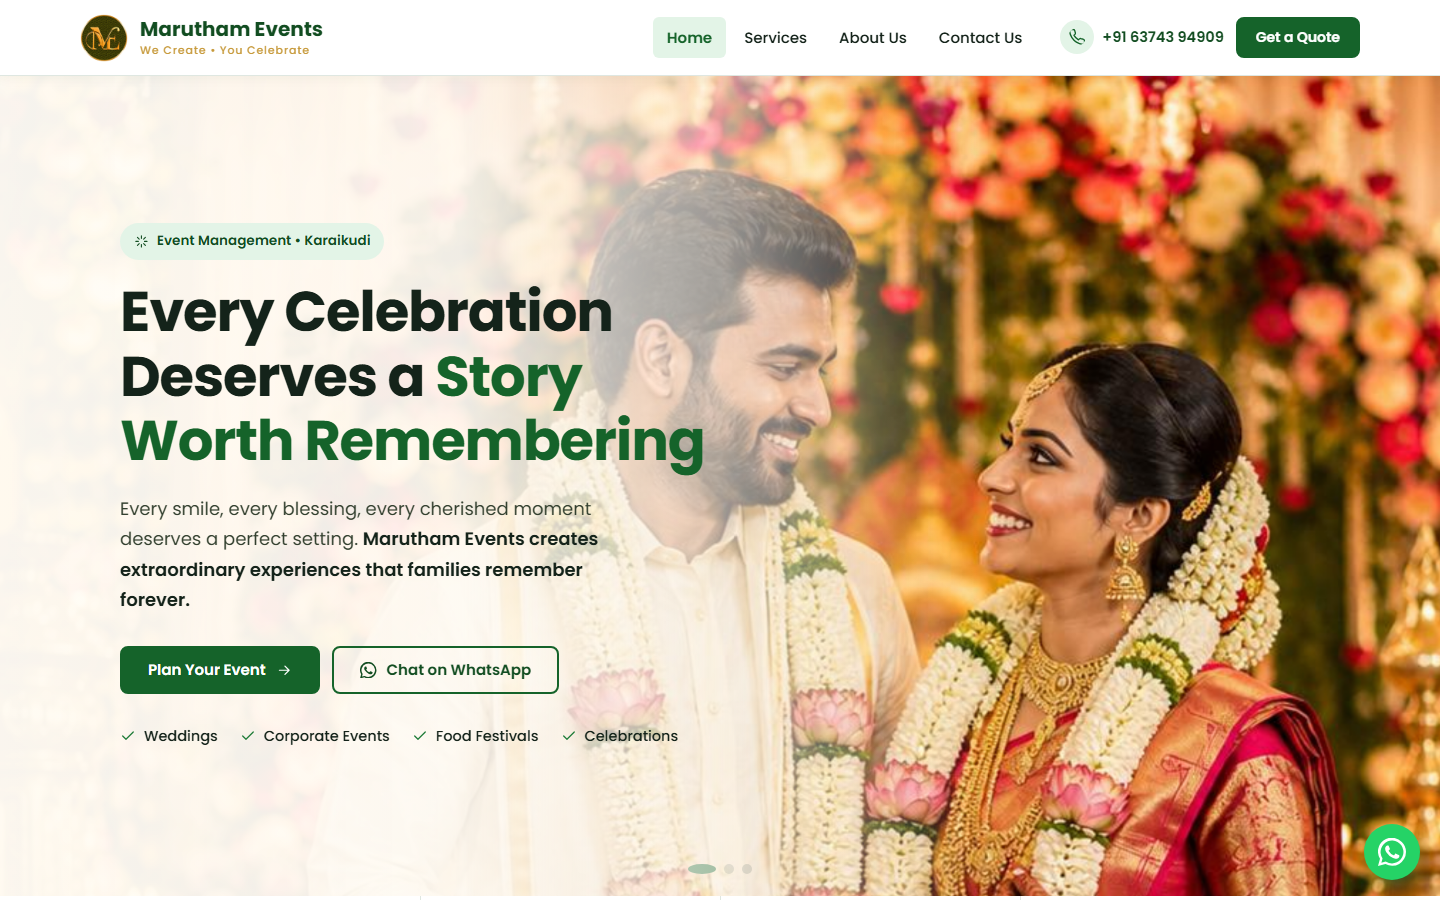 Marutham Events
We Create • You Celebrate
Home
Services
About Us
Contact Us
+91 63743 94909
Get a Quote
Event Management • Karaikudi
Every Celebration
Deserves a Story
Worth Remembering
Every smile, every blessing, every cherished moment
deserves a perfect setting. Marutham Events creates
extraordinary experiences that families remember
forever.
Plan Your Event
Chat on WhatsApp
Weddings
Corporate Events
Food Festivals
Celebrations